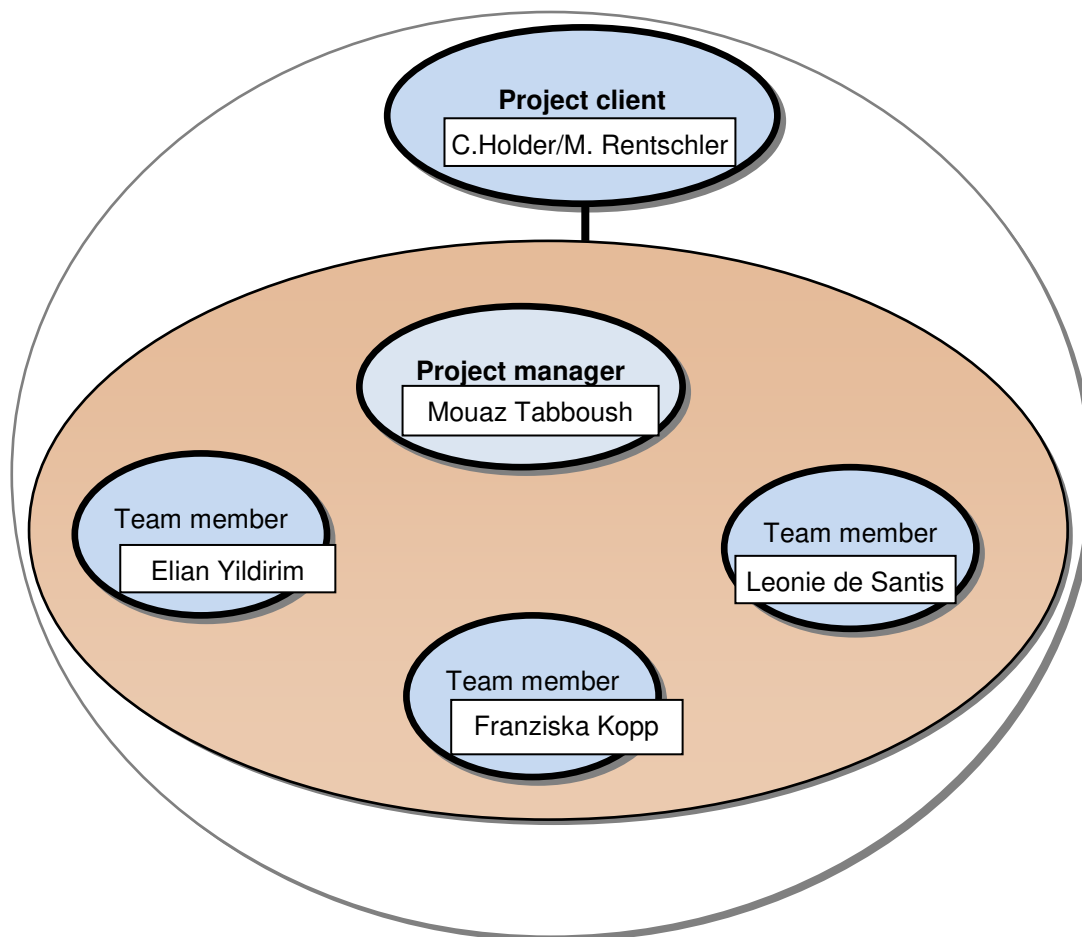 Project client
C.Holder/M. Rentschler
Project manager
Mouaz Tabboush
Team member
Elian Yildirim
Team member
Leonie de Santis
Team member
Franziska Kopp